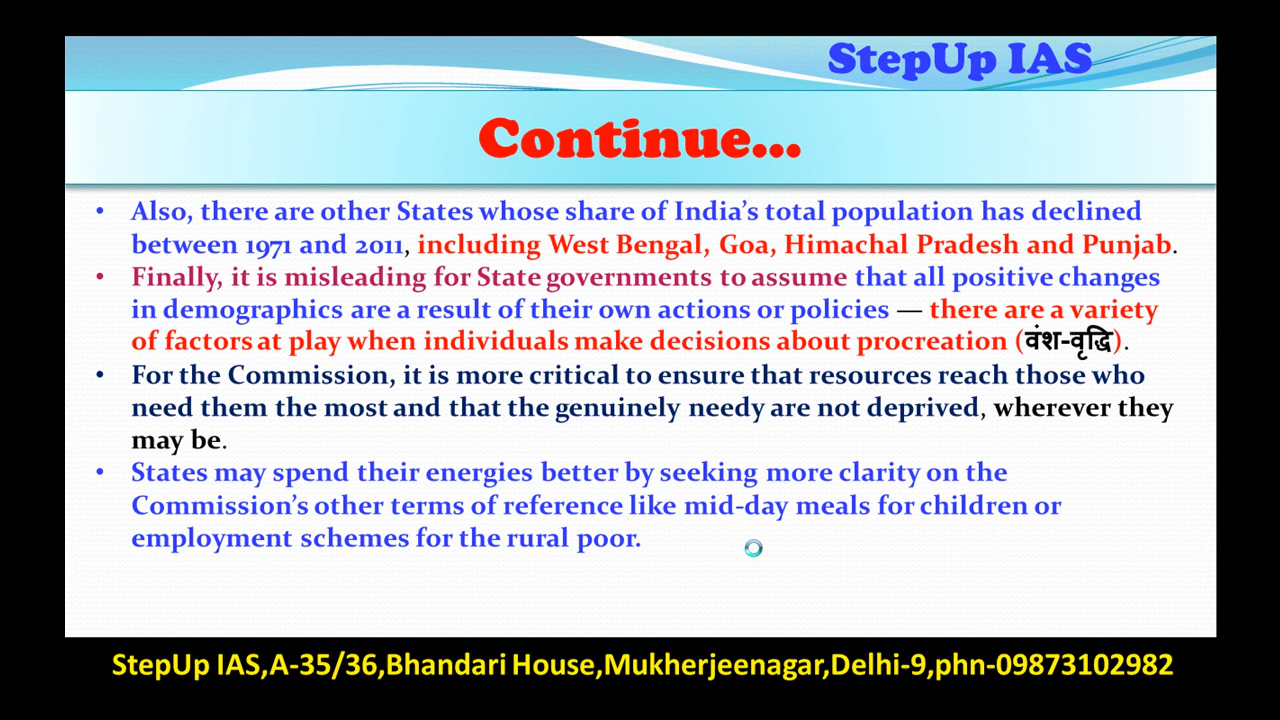 StepUp IAS
Continue...
• Also, there are other States whose share of India’s total population has declined
between 1971 and 2011, including West Bengal, Goa, Himachal Pradesh and Punjab.
• Finally, it is misleading for State governments to assume that all positive changes
in demographics are a result of their own actions or policies — there are a variety
of factors at play when individuals make decisions about procreation (वंश-वृद्धि).
• For the Commission, it is more critical to ensure that resources reach those who
need them the most and that the genuinely needy are not deprived, wherever they
may be.
• States may spend their energies better by seeking more clarity on the
Commission’s other terms of reference like mid-day meals for children or
employment schemes for the rural poor.
StepUp IAS,A-35/36,Bhandari House,Mukherjeenagar,Delhi-9,phn-09873102982